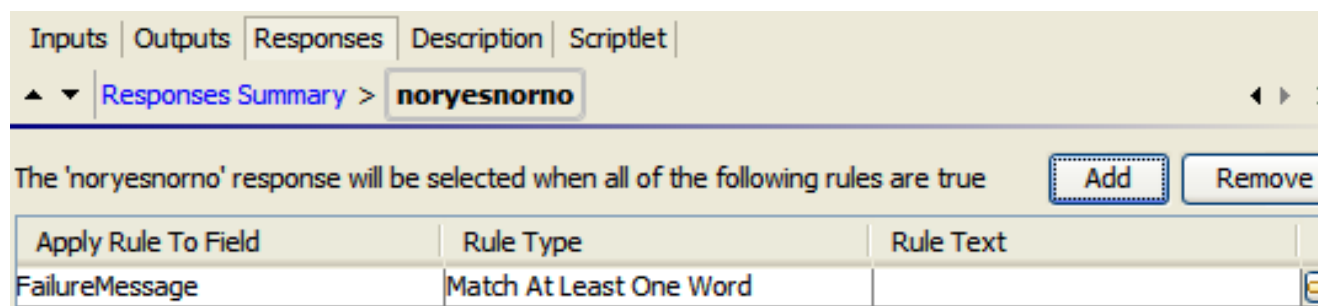 Inputs Outputs Responses Description Scriptlet
Responses Summary > noryesnorno
The 'noryesnorno' response will be selected when all of the following rules are true Add Remove
Apply Rule To Field Rule Type Rule Text
FailureMessage Match At Least One Word